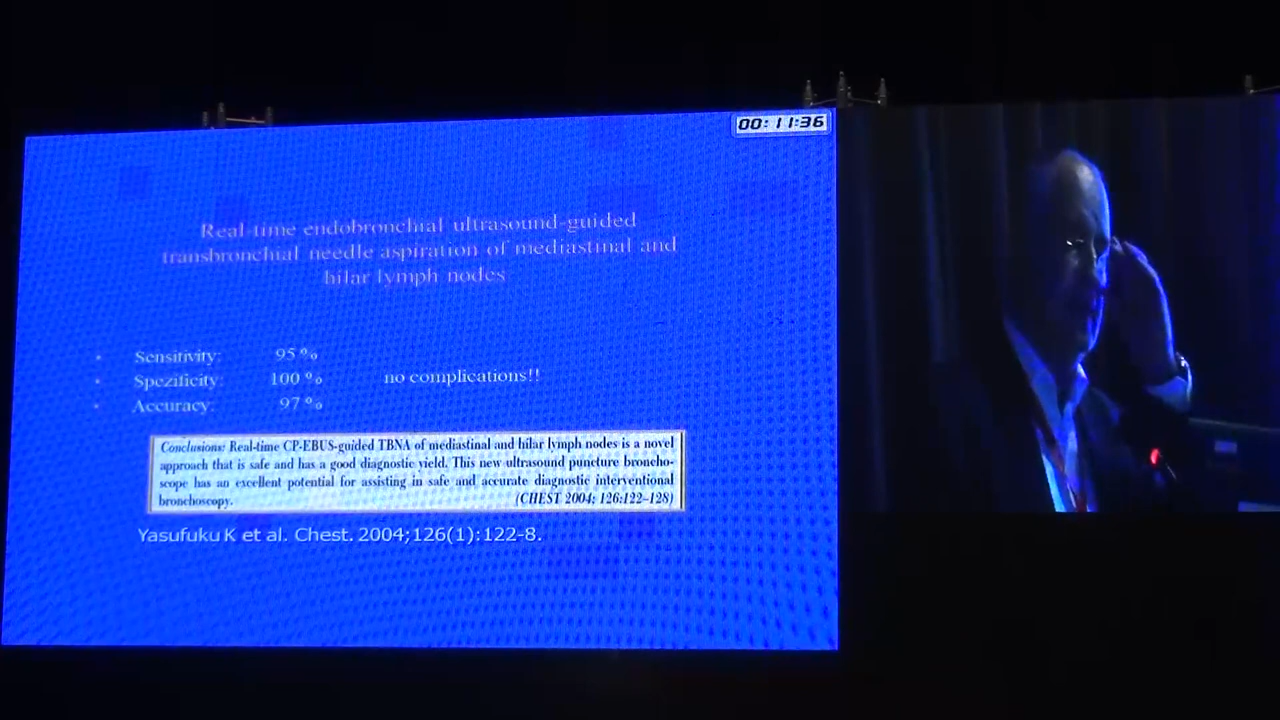 00:11:36
Real-time endobronchial ultrasound-guided
transbronchial needle aspiration of mediastinal and
hilar lymph nodes
• Sensitivity: 95 %
• Spezificity: 100 % no complications!!
• Accuracy: 97 %
Conclusions: Real-time CP-EBUS-guided TBNA of mediastinal and hilar lymph nodes is a novel
approach that is safe and has a good diagnostic yield. This new ultrasound puncture broncho-
scope has an excellent potential for assisting in safe and accurate diagnostic interventional
bronchoscopy. (CHEST 2004; 126:122–128)
Yasufuku K et al. Chest. 2004;126(1):122-8.